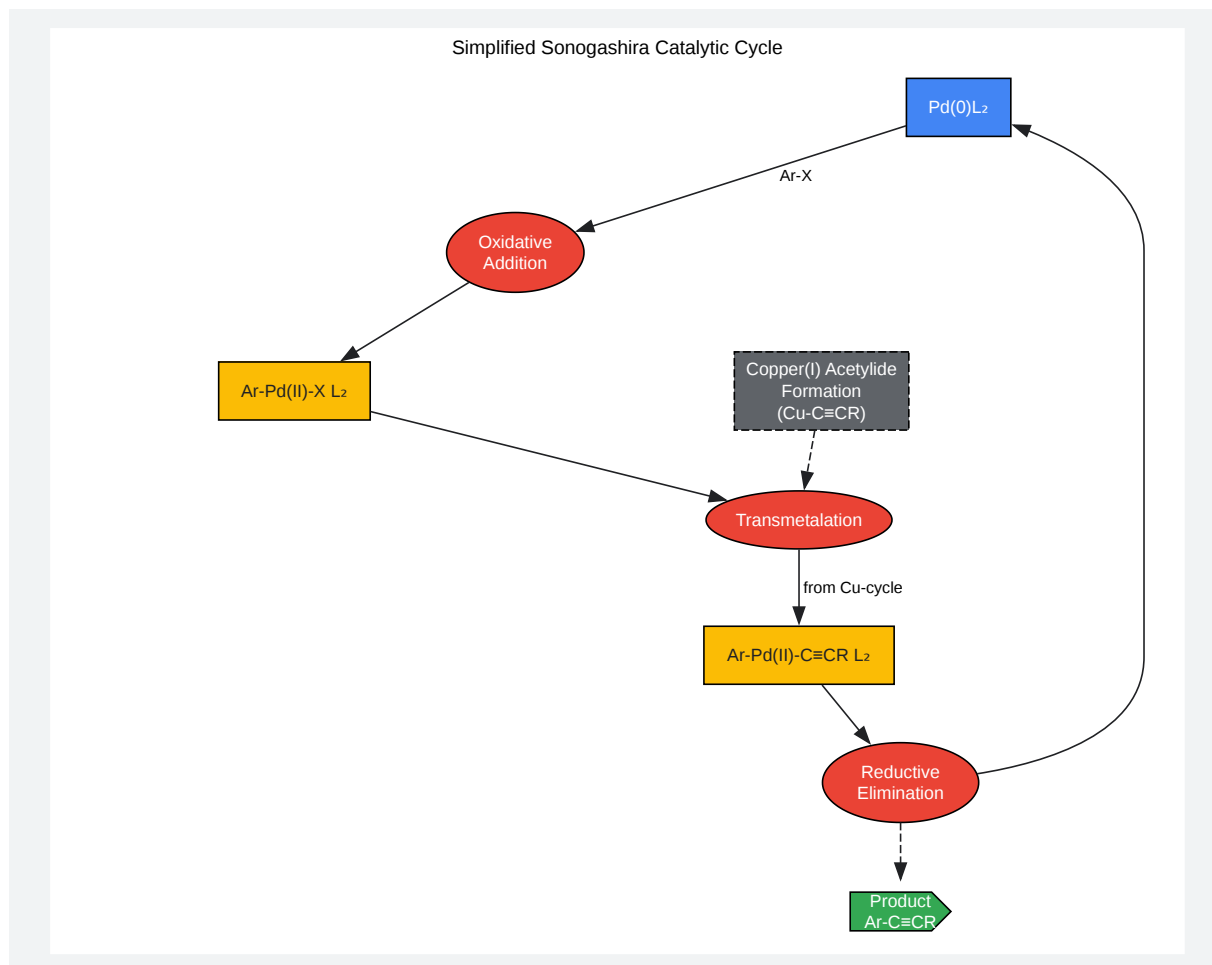 Simplified Sonogashira Catalytic Cycle
Pd(0)L₂
Ar-X
Oxidative
Addition
Ar-Pd(II)-X L₂
Copper(I) Acetylide
Formation
(Cu-C≡CR)
Transmetalation
from Cu-cycle
Ar-Pd(II)-C≡CR L₂
Reductive
Elimination
Product
Ar-C≡CR